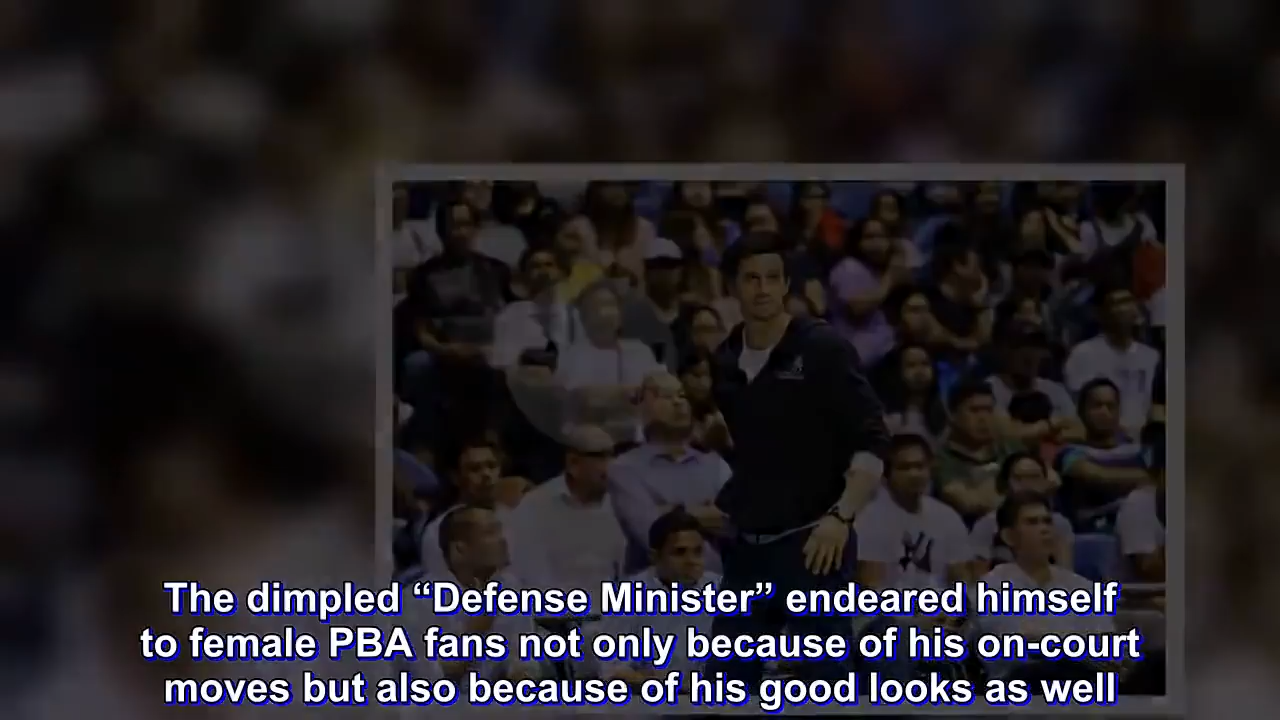 The dimpled “Defense Minister” endeared himself
to female PBA fans not only because of his on-court
moves but also because of his good looks as well